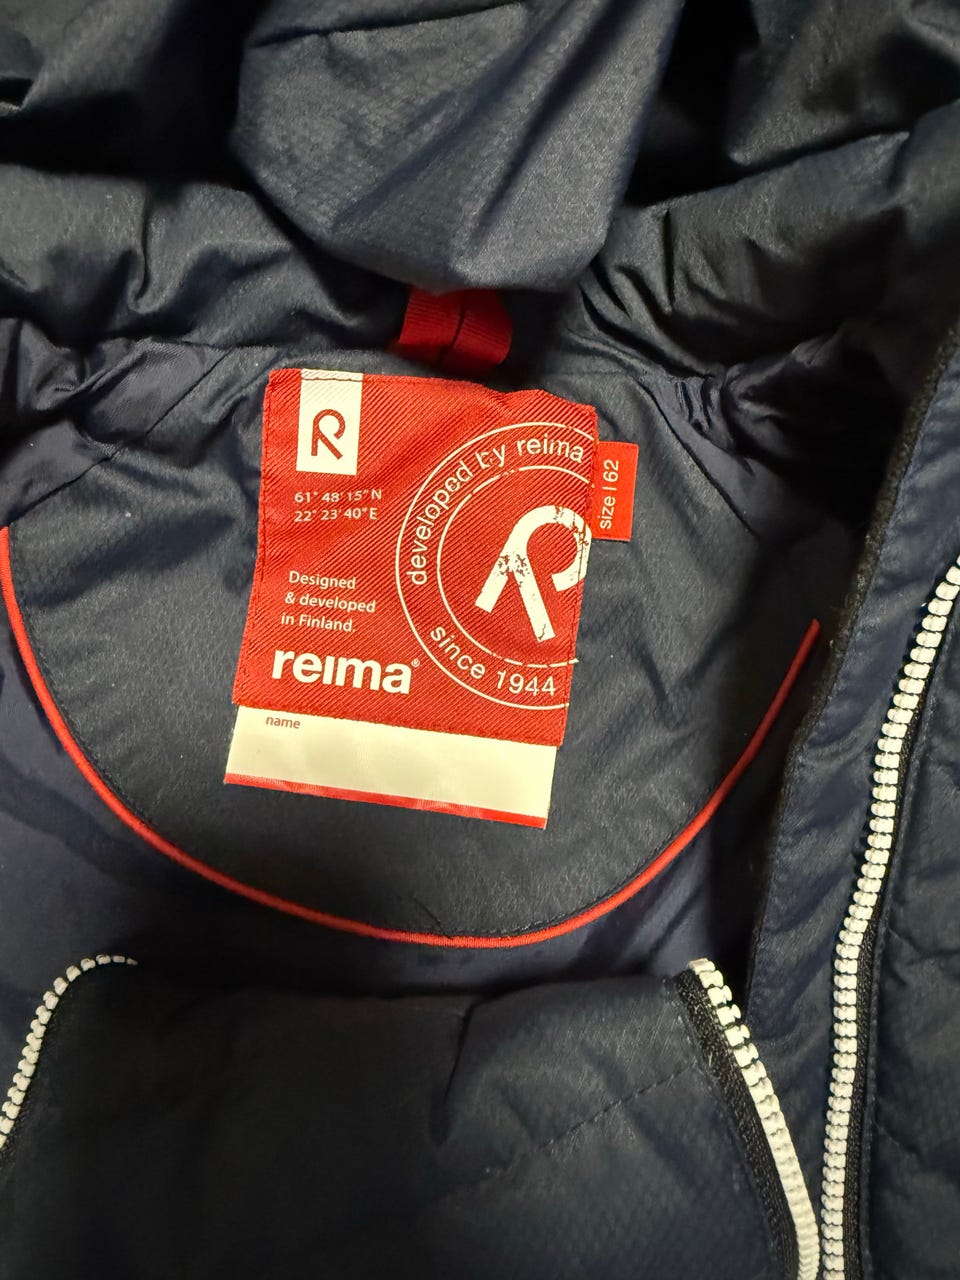 61° 48' 15" N
22° 23' 40" E
Designed
& developed
in Finland.
reima®
developed by reima
since 1944
size | 62
name